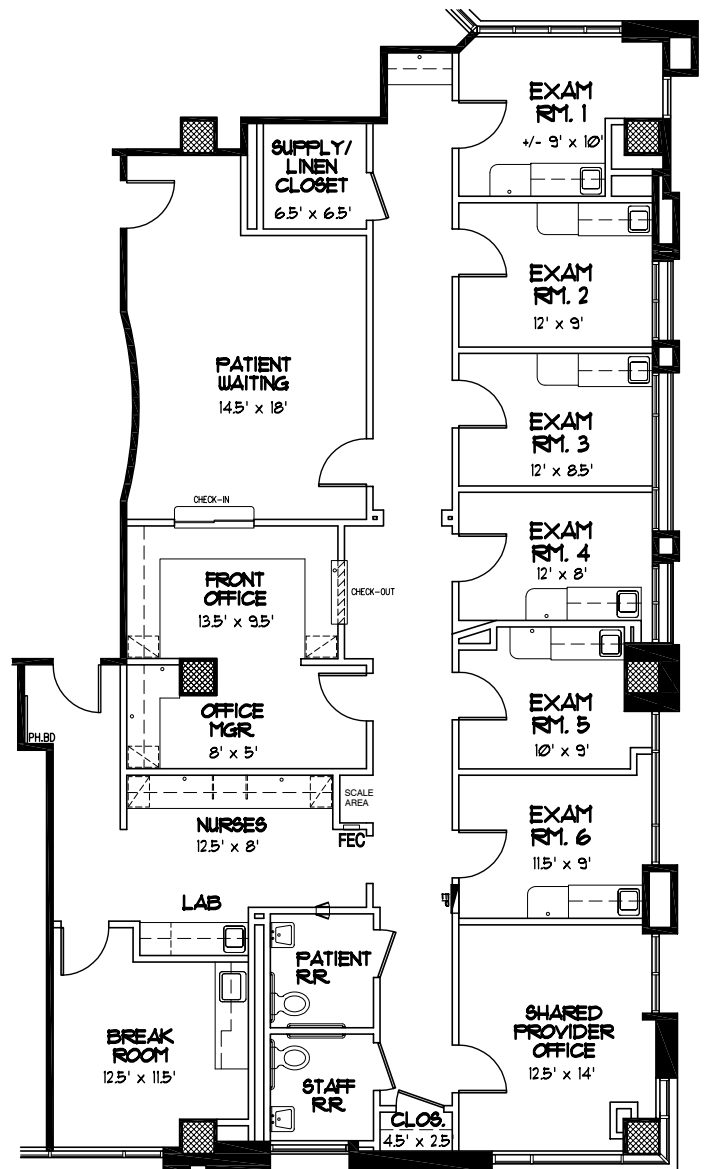 EXAM
RM. 1
+/- 9' x 10'
SUPPLY/
LINEN
CLOSET
6.5' x 6.5'
EXAM
RM. 2
12' x 9'
PATIENT
WAITING
14.5' x 18'
EXAM
RM. 3
12' x 8.5'
CHECK-IN
EXAM
RM. 4
12' x 8'
FRONT
OFFICE
13.5' x 9.5'
CHECK-OUT
OFFICE
MGR.
8' x 5'
EXAM
RM. 5
10' x 9'
PH.BD
SCALE
AREA
FEC
NURSES
12.5' x 8'
EXAM
RM. 6
11.5' x 9'
LAB
PATIENT
R.R.
BREAK
ROOM
12.5' x 11.5'
SHARED
PROVIDER
OFFICE
12.5' x 14'
STAFF
R.R.
CLOS.
4.5' x 2.5'